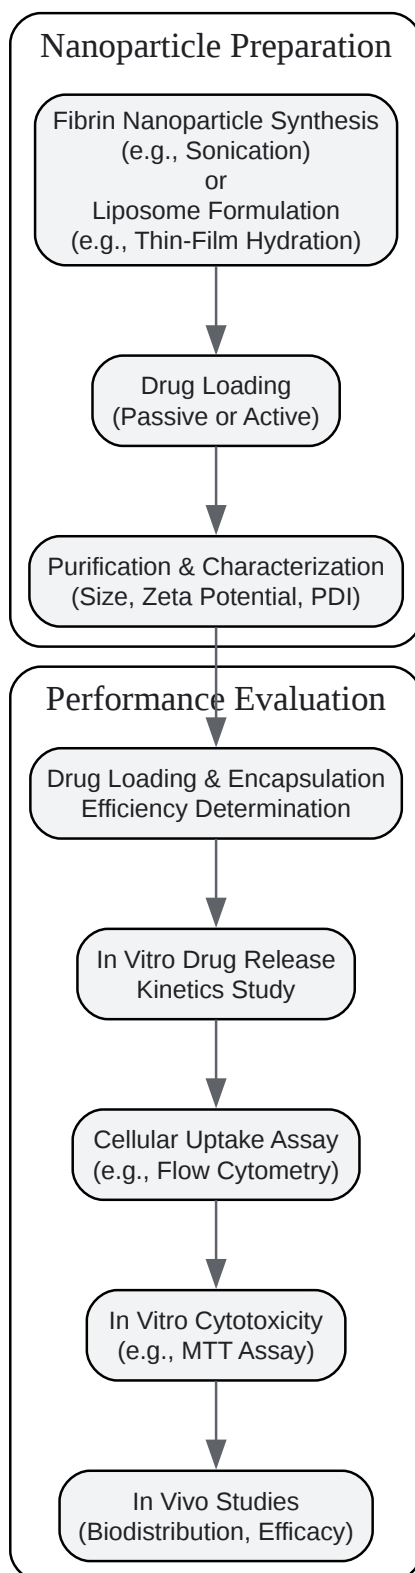 Nanoparticle Preparation
Fibrin Nanoparticle Synthesis
(e.g., Sonication)
or
Liposome Formulation
(e.g., Thin-Film Hydration)
Drug Loading
(Passive or Active)
Purification & Characterization
(Size, Zeta Potential, PDI)
Performance Evaluation
Drug Loading & Encapsulation
Efficiency Determination
In Vitro Drug Release
Kinetics Study
Cellular Uptake Assay
(e.g., Flow Cytometry)
In Vitro Cytotoxicity
(e.g., MTT Assay)
In Vivo Studies
(Biodistribution, Efficacy)